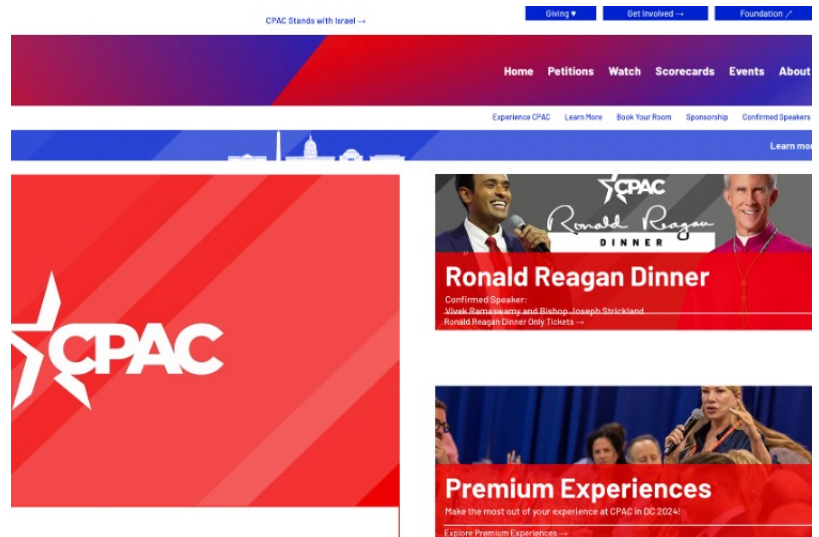 CPAC Stands with Israel →
Giving ♥
Get Involved →
Foundation ↗
Home Petitions Watch Scorecards Events About
Experience CPAC Learn More Book Your Room Sponsorship Confirmed Speakers
Learn mo
CPAC
CPAC
Ronald Reagan
DINNER
Ronald Reagan Dinner
Confirmed Speaker:
Vivek Ramaswamy and Bishop Joseph Strickland
Ronald Reagan Dinner Only Tickets →
Premium Experiences
Make the most out of your experience at CPAC in DC 2024!
Explore Premium Experiences →